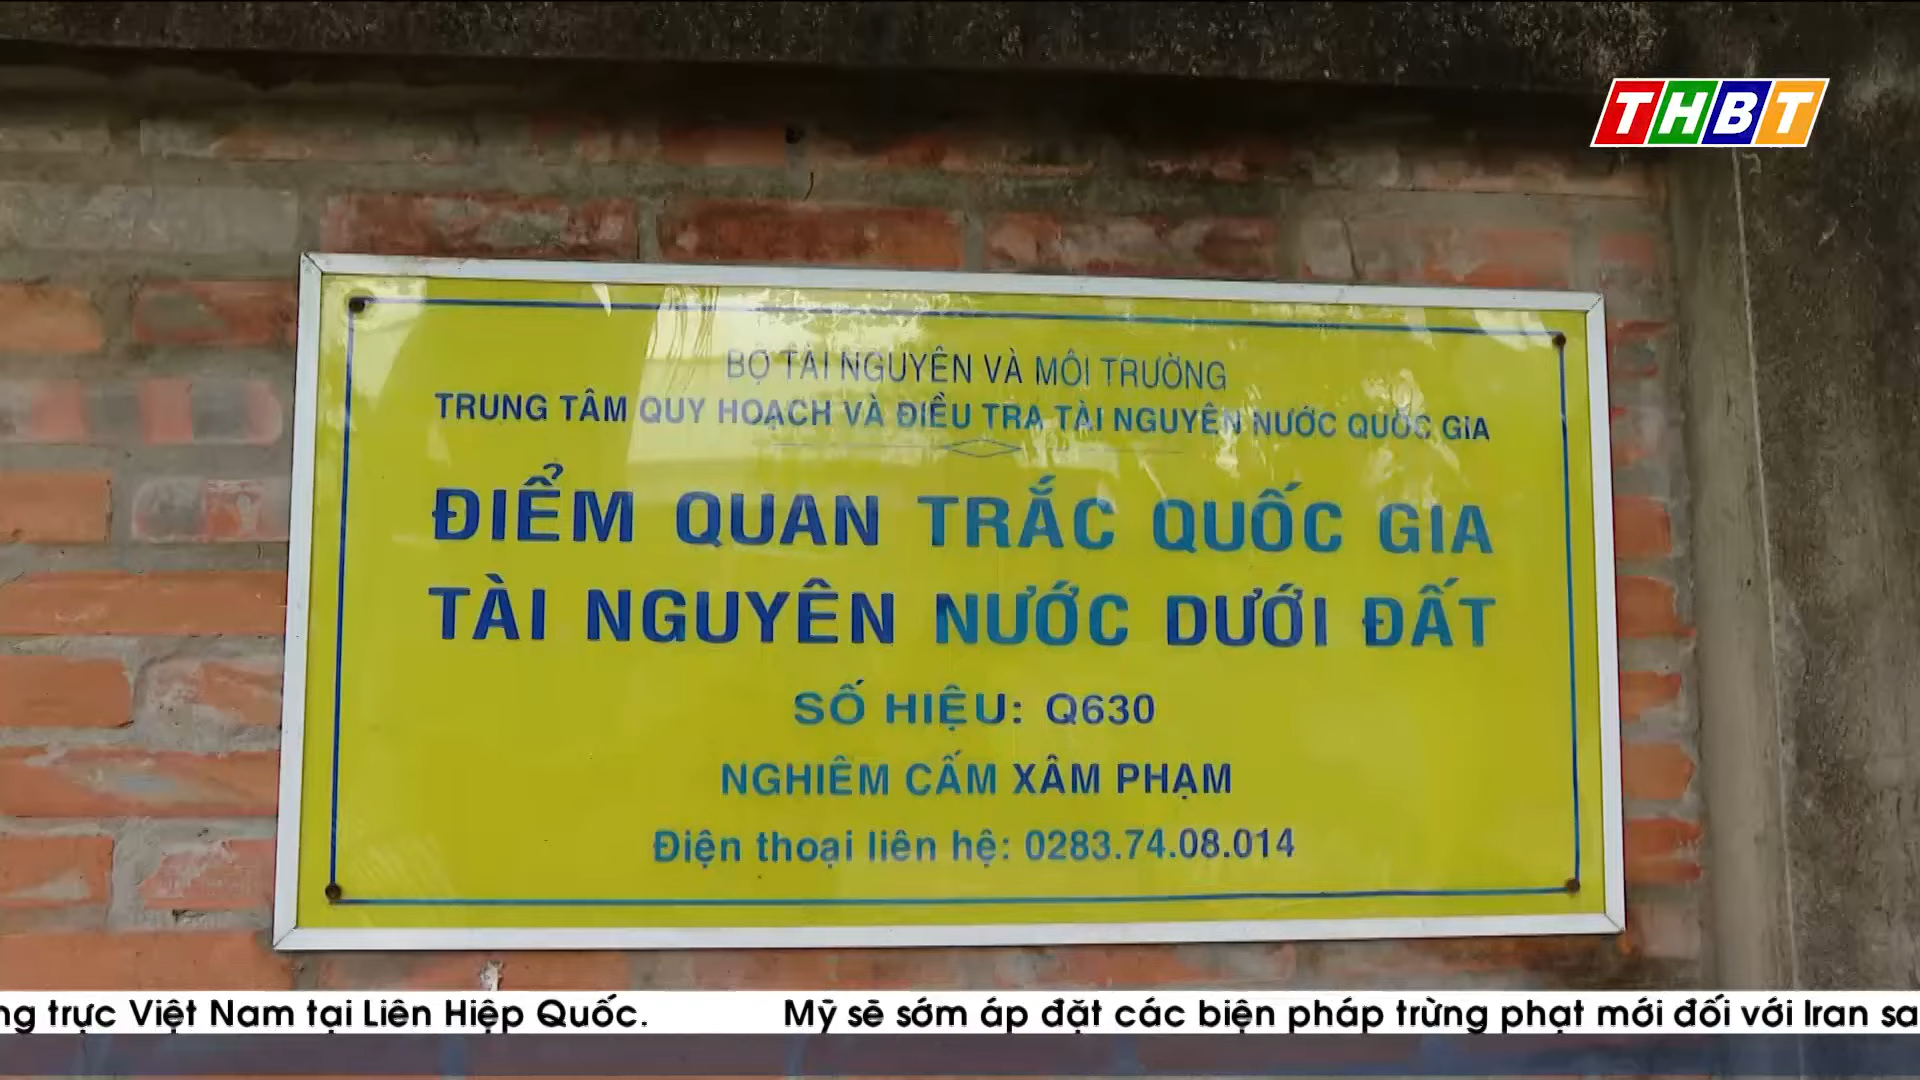 THBT
BỘ TÀI NGUYÊN VÀ MÔI TRƯỜNG
TRUNG TÂM QUY HOẠCH VÀ ĐIỀU TRA TÀI NGUYÊN NƯỚC QUỐC GIA
ĐIỂM QUAN TRẮC QUỐC GIA
TÀI NGUYÊN NƯỚC DƯỚI ĐẤT
SỐ HIỆU: Q630
NGHIÊM CẤM XÂM PHẠM
Điện thoại liên hệ: 0283.74.08.014
ng trực Việt Nam tại Liên Hiệp Quốc. Mỹ sẽ sớm áp đặt các biện pháp trừng phạt mới đối với Iran sa